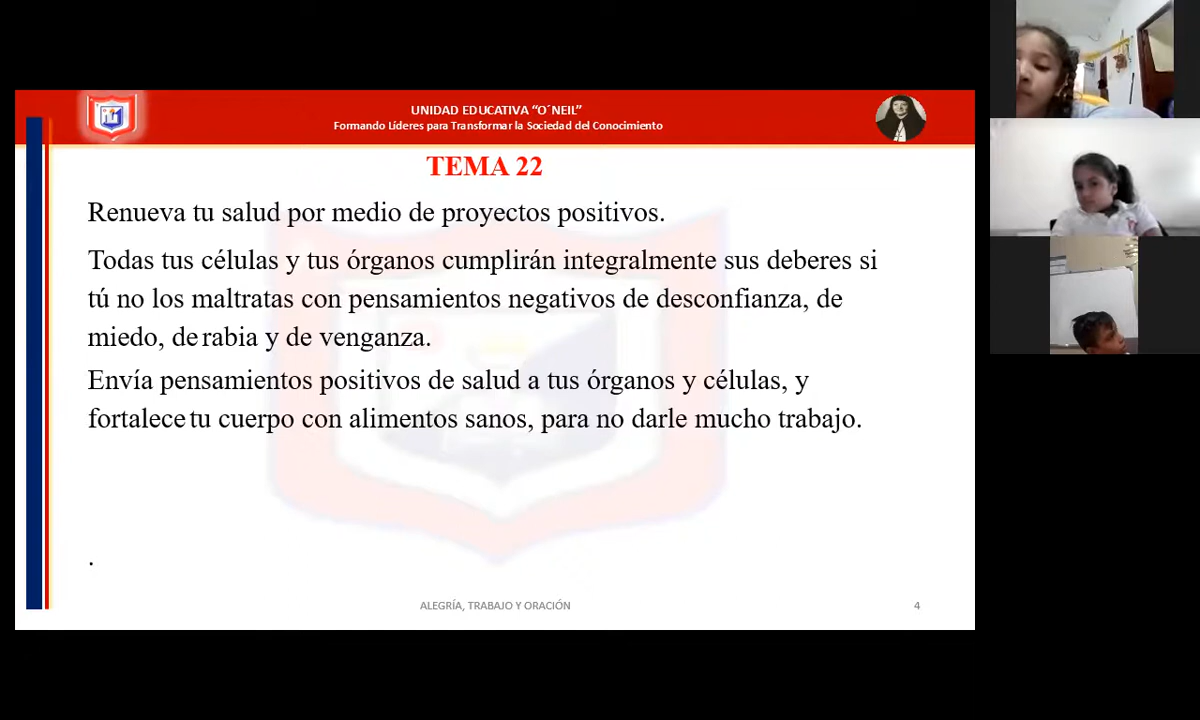 UNIDAD EDUCATIVA “O´NEIL”
Formando Líderes para Transformar la Sociedad del Conocimiento
TEMA 22
Renueva tu salud por medio de proyectos positivos.
Todas tus células y tus órganos cumplirán integralmente sus deberes si
tú no los maltratas con pensamientos negativos de desconfianza, de
miedo, de rabia y de venganza.
Envía pensamientos positivos de salud a tus órganos y células, y
fortalece tu cuerpo con alimentos sanos, para no darle mucho trabajo.
.
ALEGRÍA, TRABAJO Y ORACIÓN
4